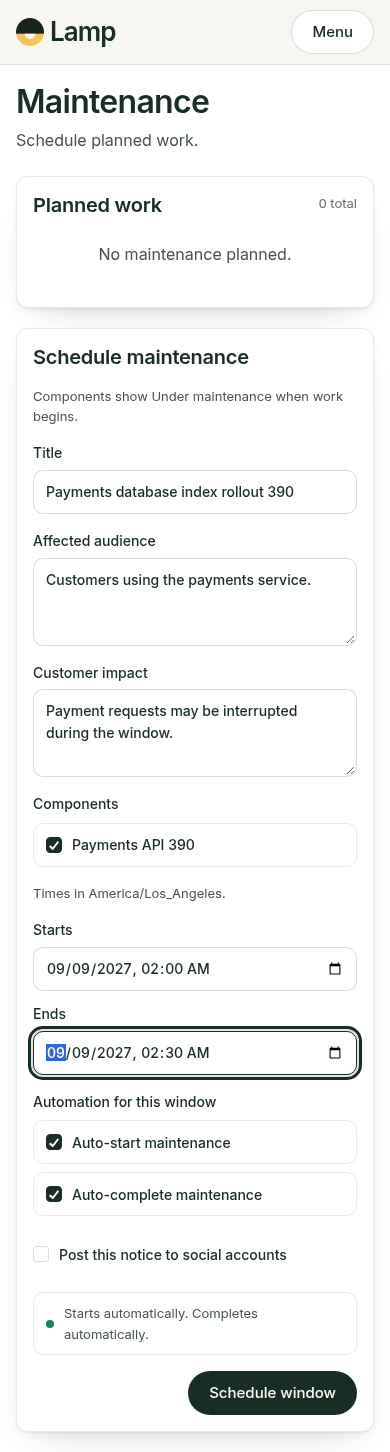 Lamp
Menu
Maintenance
Schedule planned work.
Planned work
0 total
No maintenance planned.
Schedule maintenance
Components show Under maintenance when work
begins.
Title
Payments database index rollout 390
Affected audience
Customers using the payments service.
Customer impact
Payment requests may be interrupted
during the window.
Components
Payments API 390
Times in America/Los_Angeles.
Starts
09/09/2027, 02:00 AM
Ends
09/09/2027, 02:30 AM
Automation for this window
Auto-start maintenance
Auto-complete maintenance
Post this notice to social accounts
Starts automatically. Completes
automatically.
Schedule window